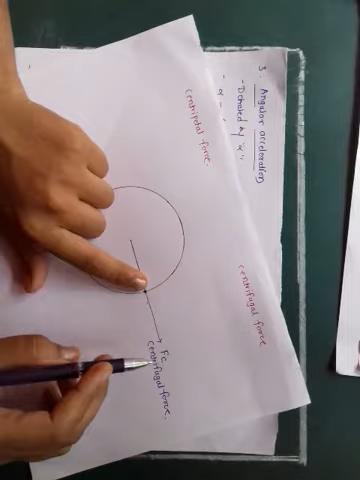 3. Angular acceleration
- Denoted by "α".
- α =
centrifugal force
centripetal force.
Fc
centrifugal force.